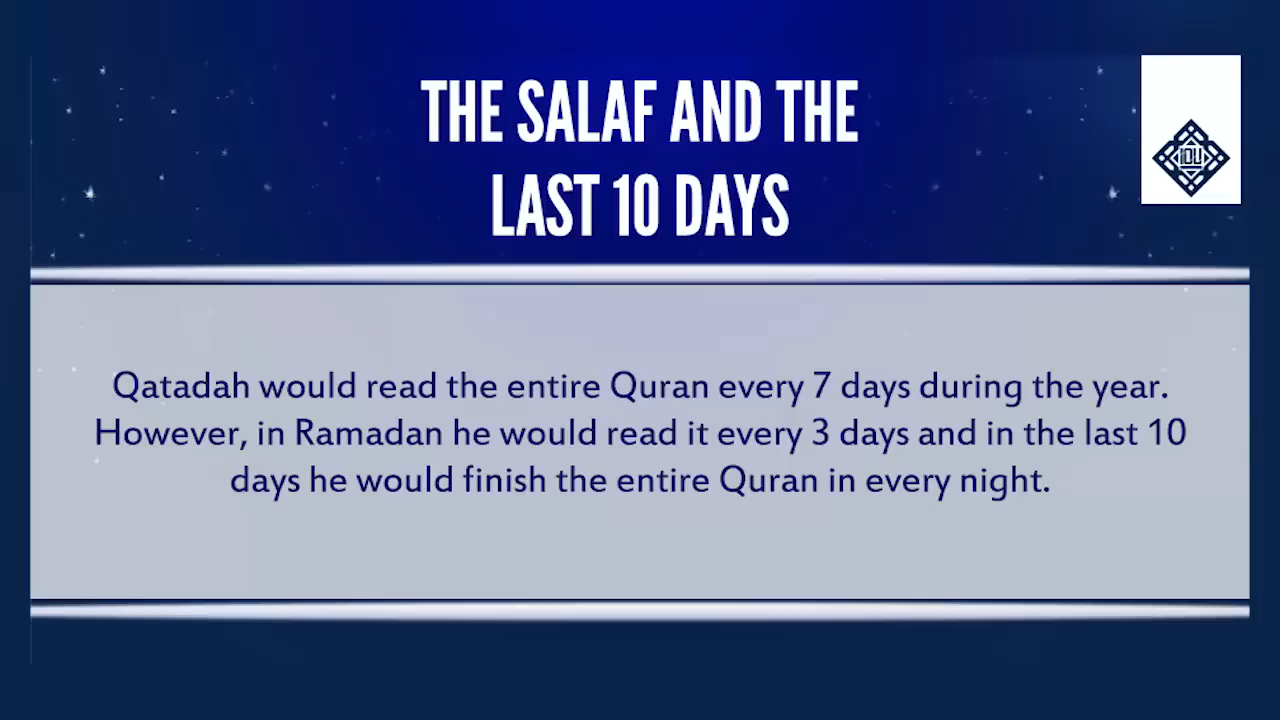 THE SALAF AND THE
LAST 10 DAYS
IOU
Qatadah would read the entire Quran every 7 days during the year.
However, in Ramadan he would read it every 3 days and in the last 10
days he would finish the entire Quran in every night.